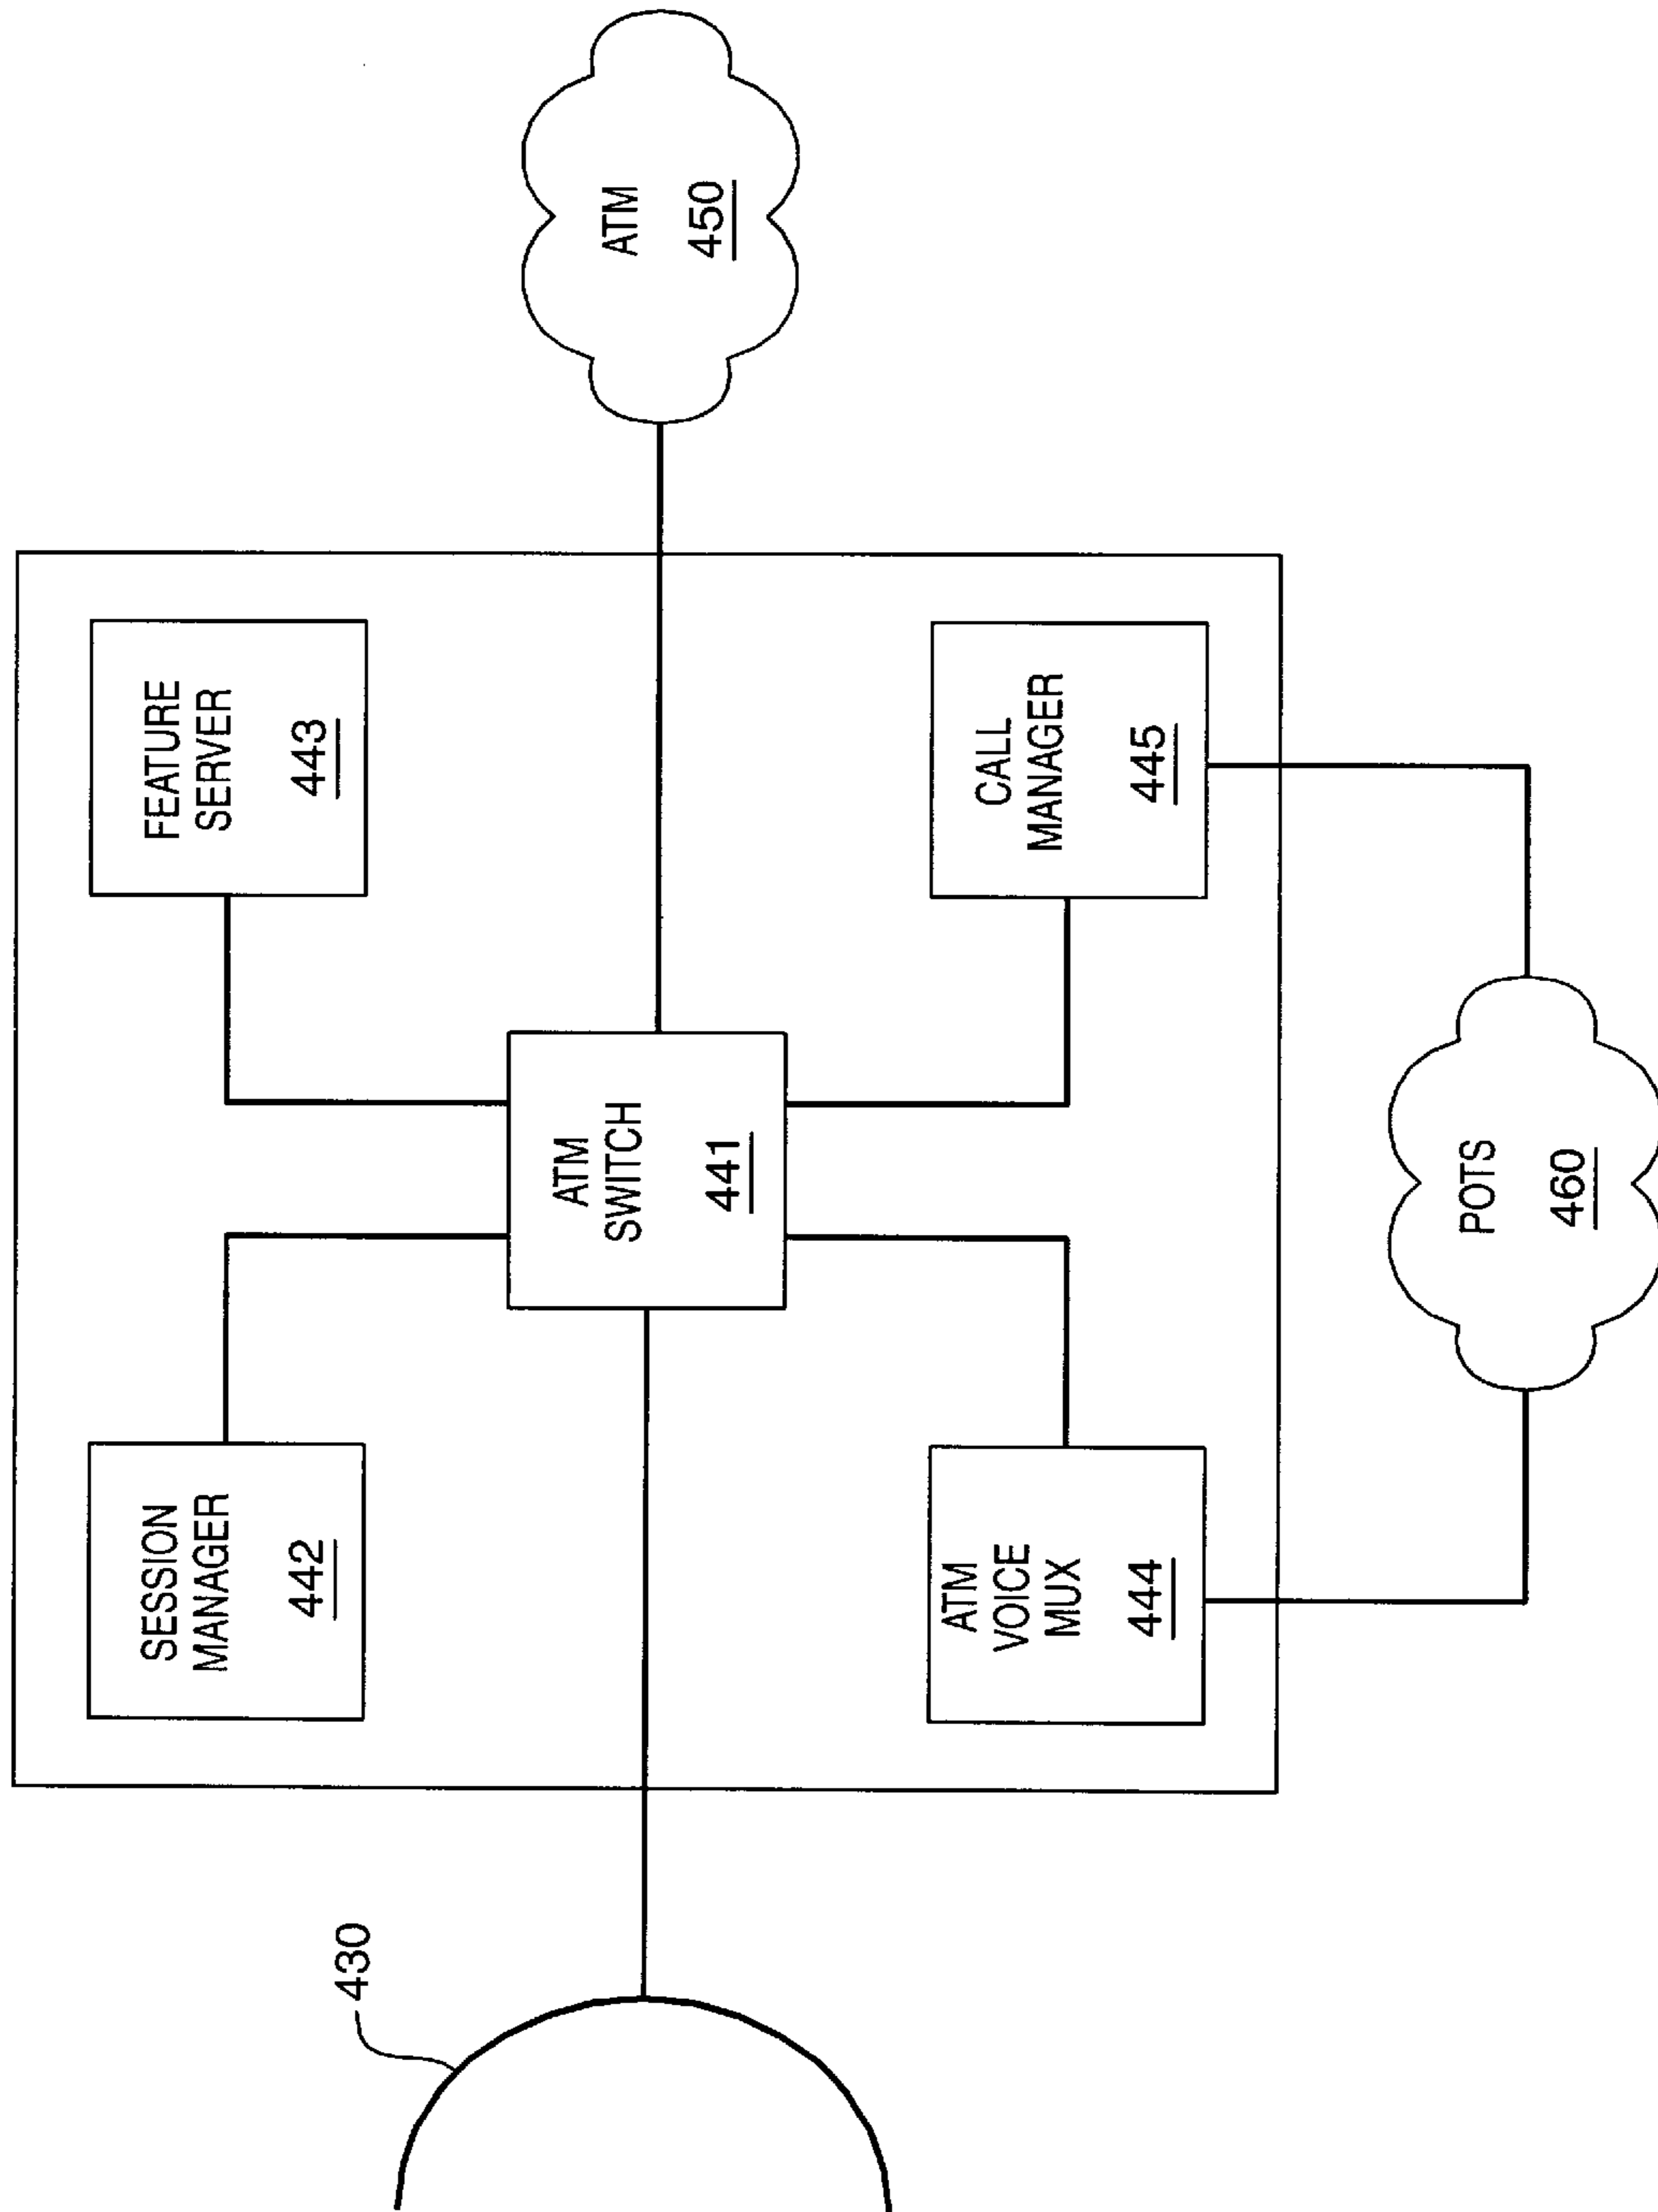 430
SESSION
MANAGER
442
FEATURE
SERVER
443
ATM
SWITCH
441
ATM
450
ATM
VOICE
MUX
444
CALL
MANAGER
445
POTS
460